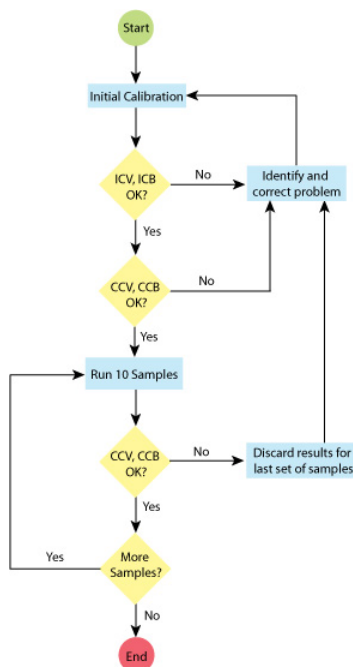 Start
Initial Calibration
ICV, ICB
OK?
No
Identify and
correct problem
Yes
CCV, CCB
OK?
No
Yes
Run 10 Samples
CCV, CCB
OK?
No
Discard results for
last set of samples
Yes
More
Samples?
Yes
No
End